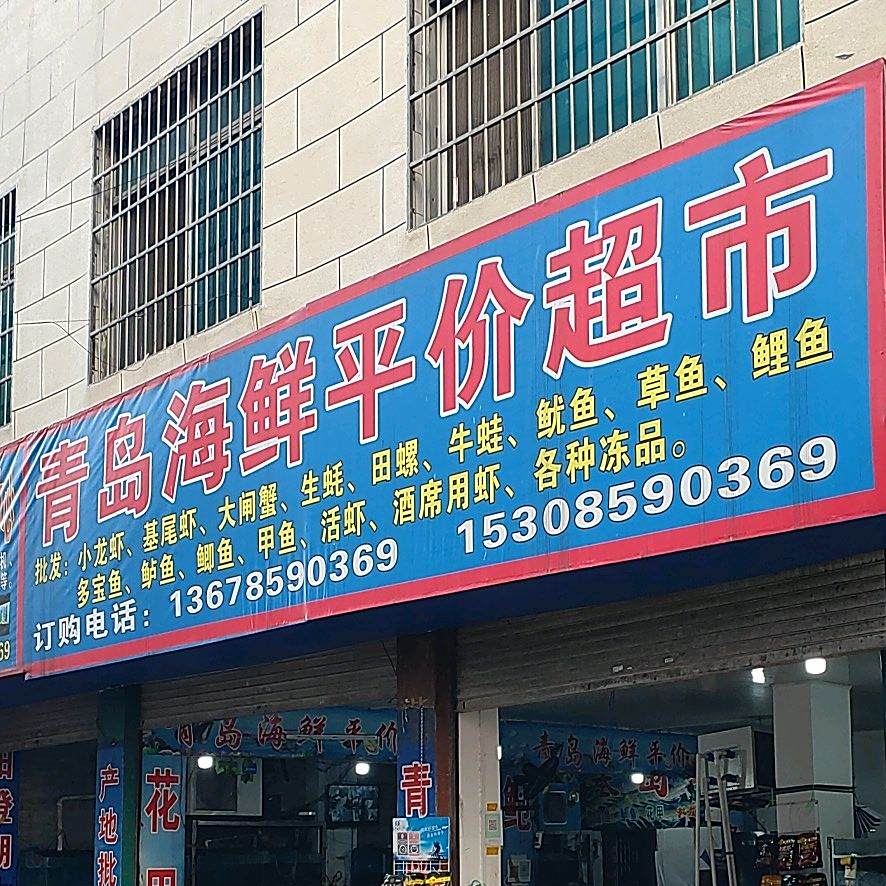 青岛海鲜平价超市
批发：小龙虾、基尾虾、大闸蟹、生蚝、田螺、牛蛙、鱿鱼、草鱼、鲤鱼
多宝鱼、鲈鱼、鲫鱼、甲鱼、活虾、酒席用虾、各种冻品。
订购电话：13678590369 15308590369
机、
等。
69
青岛海鲜平价
青岛海鲜平价
产地批
花
青